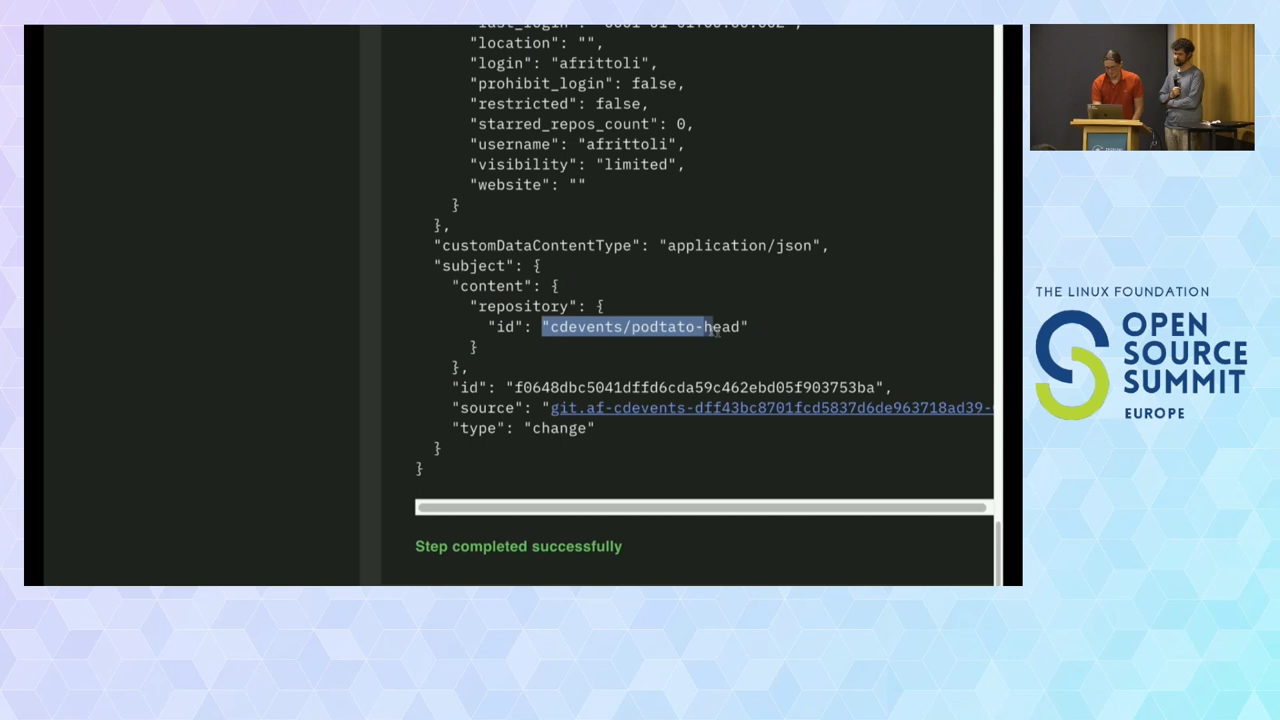 "location": "",
"login": "afrittoli",
"prohibit_login": false,
"restricted": false,
"starred_repos_count": 0,
"username": "afrittoli",
"visibility": "limited",
"website": ""
}
},
"customDataContentType": "application/json",
"subject": {
"content": {
"repository": {
"id": "cdevents/podtato-head"
}
},
"id": "f0648dbc5041dffd6cda59c462ebd05f903753ba",
"source": "git.af-cdevents-dff43bc8701fcd5837d6de963718ad39-
"type": "change"
}
}
Step completed successfully
THE LINUX FOUNDATION
OPEN
SOURCE
SUMMIT
EUROPE